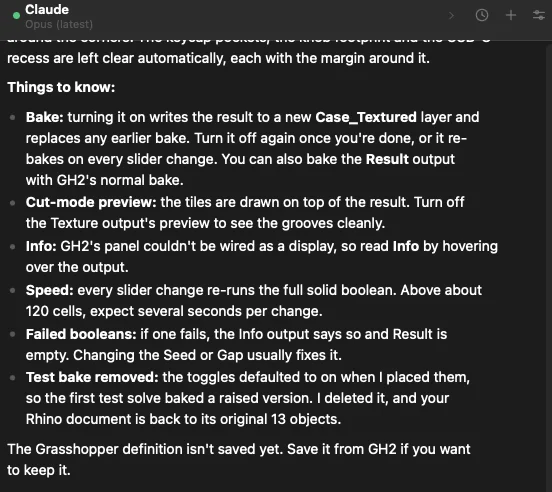 Claude
Opus (latest)
around the corners. The keycap pockets, the knob footprint and the USB-C
recess are left clear automatically, each with the margin around it.
Things to know:
Bake: turning it on writes the result to a new Case_Textured layer and
replaces any earlier bake. Turn it off again once you're done, or it re-
bakes on every slider change. You can also bake the Result output
with GH2's normal bake.
Cut-mode preview: the tiles are drawn on top of the result. Turn off
the Texture output's preview to see the grooves cleanly.
Info: GH2's panel couldn't be wired as a display, so read Info by hovering
over the output.
Speed: every slider change re-runs the full solid boolean. Above about
120 cells, expect several seconds per change.
Failed booleans: if one fails, the Info output says so and Result is
empty. Changing the Seed or Gap usually fixes it.
Test bake removed: the toggles defaulted to on when I placed them,
so the first test solve baked a raised version. I deleted it, and your
Rhino document is back to its original 13 objects.
The Grasshopper definition isn't saved yet. Save it from GH2 if you want
to keep it.